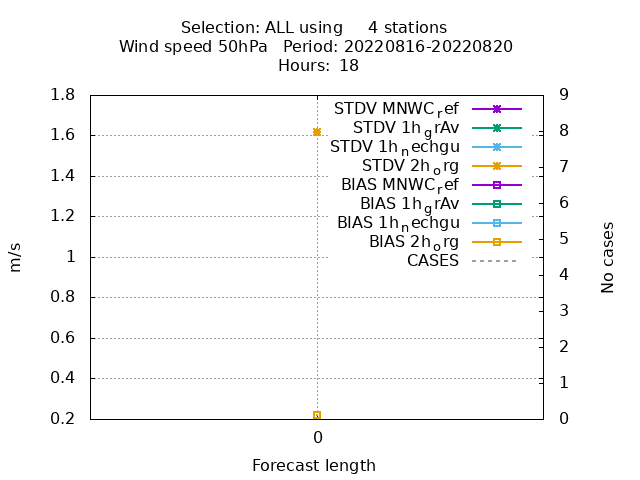 Selection: ALL using     4 stations
Wind speed 50hPa   Period: 20220816-20220820
Hours: 18
1.8
1.6
1.4
1.2
1
0.8
0.6
0.4
0.2
9
8
7
6
5
4
3
2
1
0
STDV MNWC_ref
STDV 1h_grAv
STDV 1h_nechgu
STDV 2h_org
BIAS MNWC_ref
BIAS 1h_grAv
BIAS 1h_nechgu
BIAS 2h_org
CASES
m/s
No cases
0
Forecast length